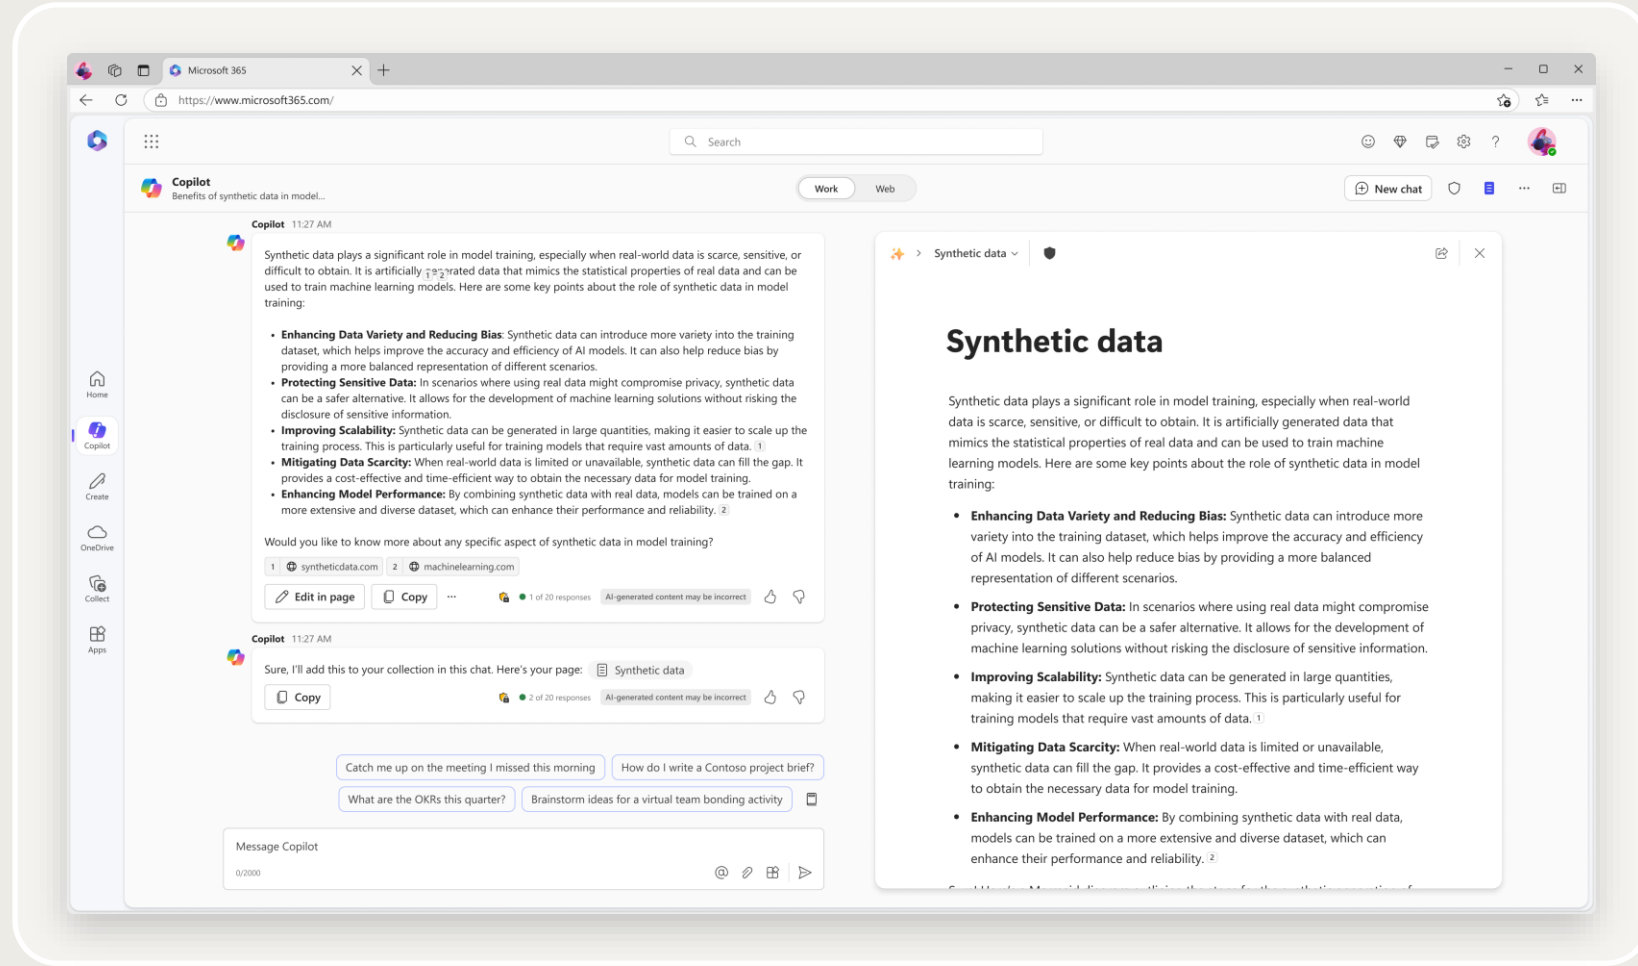 Microsoft 365
https://www.microsoft365.com/
Search
Copilot
Benefits of synthetic data in model...
Work
Web
New chat
Home
Copilot
Create
OneDrive
Collect
Apps
Copilot 11:27 AM
Synthetic data plays a significant role in model training, especially when real-world data is scarce, sensitive, or
difficult to obtain. It is artificially generated data that mimics the statistical properties of real data and can be
1 2
used to train machine learning models. Here are some key points about the role of synthetic data in model
training:
• Enhancing Data Variety and Reducing Bias: Synthetic data can introduce more variety into the training
dataset, which helps improve the accuracy and efficiency of AI models. It can also help reduce bias by
providing a more balanced representation of different scenarios.
• Protecting Sensitive Data: In scenarios where using real data might compromise privacy, synthetic data
can be a safer alternative. It allows for the development of machine learning solutions without risking the
disclosure of sensitive information.
• Improving Scalability: Synthetic data can be generated in large quantities, making it easier to scale up the
training process. This is particularly useful for training models that require vast amounts of data. 1
• Mitigating Data Scarcity: When real-world data is limited or unavailable, synthetic data can fill the gap. It
provides a cost-effective and time-efficient way to obtain the necessary data for model training.
• Enhancing Model Performance: By combining synthetic data with real data, models can be trained on a
more extensive and diverse dataset, which can enhance their performance and reliability. 2
Would you like to know more about any specific aspect of synthetic data in model training?
1 syntheticdata.com 2 machinelearning.com
Edit in page Copy ··· 1 of 20 responses AI-generated content may be incorrect
Copilot 11:27 AM
Sure, I'll add this to your collection in this chat. Here's your page: Synthetic data
Copy 2 of 20 responses AI-generated content may be incorrect
Catch me up on the meeting I missed this morning
How do I write a Contoso project brief?
What are the OKRs this quarter?
Brainstorm ideas for a virtual team bonding activity
Message Copilot
0/2000
Synthetic data
Synthetic data
Synthetic data plays a significant role in model training, especially when real-world
data is scarce, sensitive, or difficult to obtain. It is artificially generated data that
mimics the statistical properties of real data and can be used to train machine
learning models. Here are some key points about the role of synthetic data in model
training:
• Enhancing Data Variety and Reducing Bias: Synthetic data can introduce more
variety into the training dataset, which helps improve the accuracy and efficiency
of AI models. It can also help reduce bias by providing a more balanced
representation of different scenarios.
• Protecting Sensitive Data: In scenarios where using real data might compromise
privacy, synthetic data can be a safer alternative. It allows for the development of
machine learning solutions without risking the disclosure of sensitive information.
• Improving Scalability: Synthetic data can be generated in large quantities,
making it easier to scale up the training process. This is particularly useful for
training models that require vast amounts of data. 1
• Mitigating Data Scarcity: When real-world data is limited or unavailable,
synthetic data can fill the gap. It provides a cost-effective and time-efficient way
to obtain the necessary data for model training.
• Enhancing Model Performance: By combining synthetic data with real data,
models can be trained on a more extensive and diverse dataset, which can
enhance their performance and reliability. 2